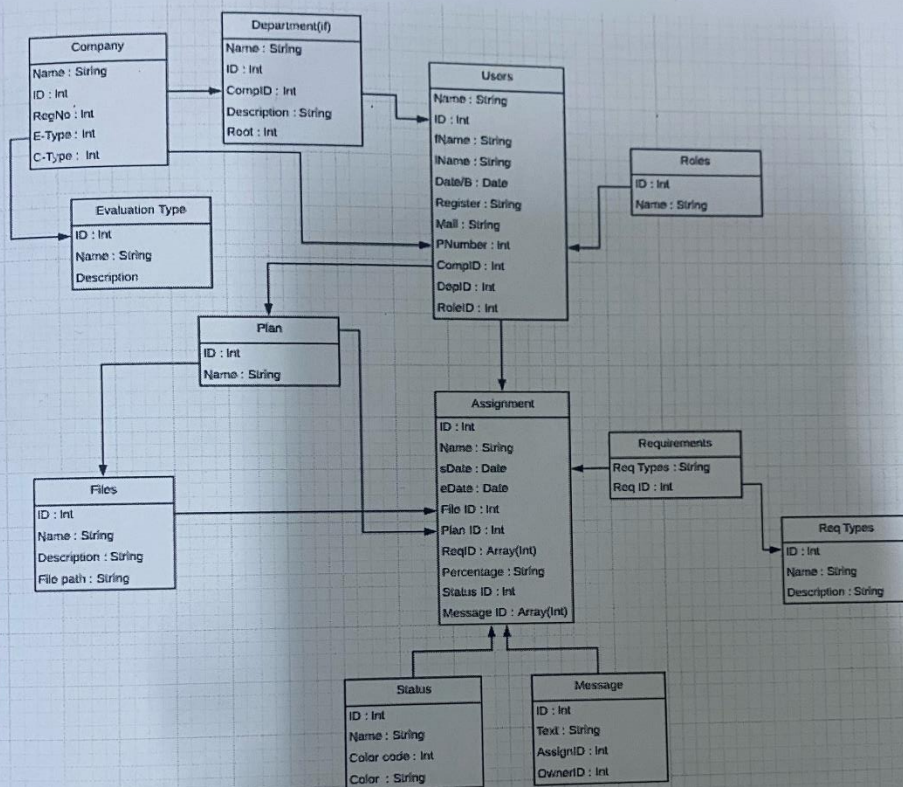 Company
Name : String
ID : Int
RegNo : Int
E-Type : Int
C-Type : Int
Department(if)
Name : String
ID : Int
CompID : Int
Description : String
Root : Int
Users
Name : String
ID : Int
fName : String
lName : String
Date/B : Date
Register : String
Mail : String
PNumber : Int
CompID : Int
DepID : Int
RoleID : Int
Roles
ID : Int
Name : String
Evaluation Type
ID : Int
Name : String
Description
Plan
ID : Int
Name : String
Assignment
ID : Int
Name : String
sDate : Date
eDate : Date
File ID : Int
Plan ID : Int
ReqID : Array(Int)
Percentage : String
Status ID : Int
Message ID : Array(Int)
Requirements
Req Types : String
Req ID : Int
Files
ID : Int
Name : String
Description : String
File path : String
Req Types
ID : Int
Name : String
Description : String
Status
ID : Int
Name : String
Color code : Int
Color : String
Message
ID : Int
Text : String
AssignID : Int
OwnerID : Int